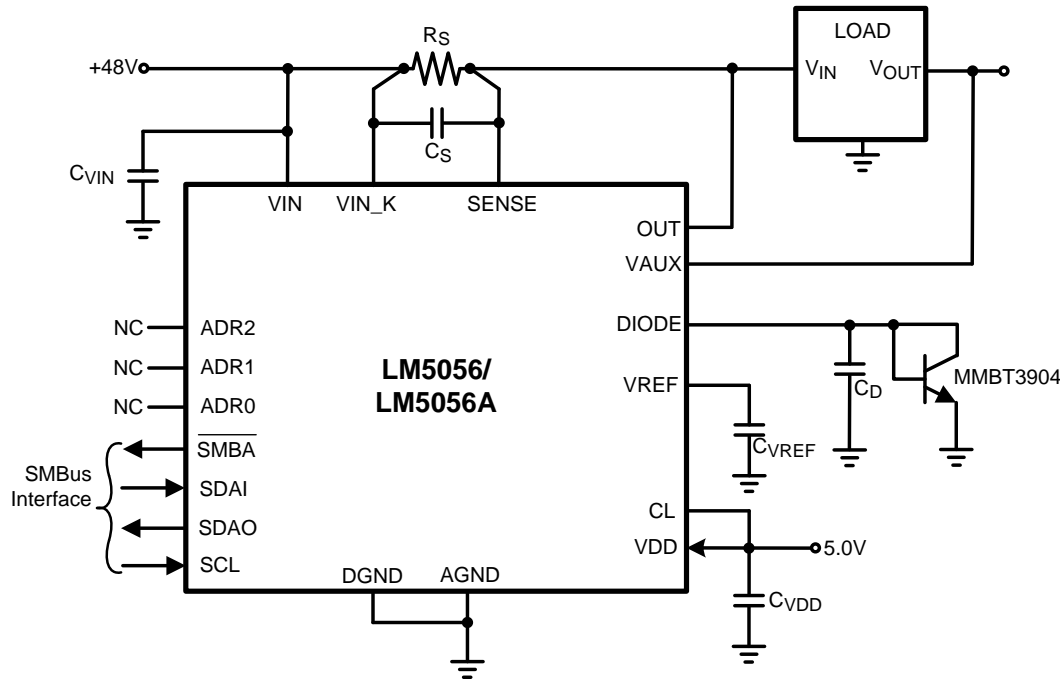 RS
LOAD
+48V
VIN
VOUT
CS
CVIN
VIN
VIN_K
SENSE
OUT
VAUX
NC
ADR2
DIODE
NC
ADR1
LM5056/
LM5056A
VREF
CD
MMBT3904
NC
ADR0
CVREF
SMBus
Interface
SMBA
SDAI
SDAO
SCL
CL
VDD
5.0V
DGND
AGND
CVDD